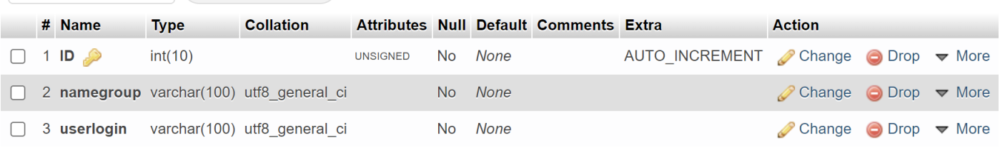 # Name Type Collation Attributes Null Default Comments Extra Action
1 ID int(10) UNSIGNED No None AUTO_INCREMENT Change Drop More
2 namegroup varchar(100) utf8_general_ci No None Change Drop More
3 userlogin varchar(100) utf8_general_ci No None Change Drop More